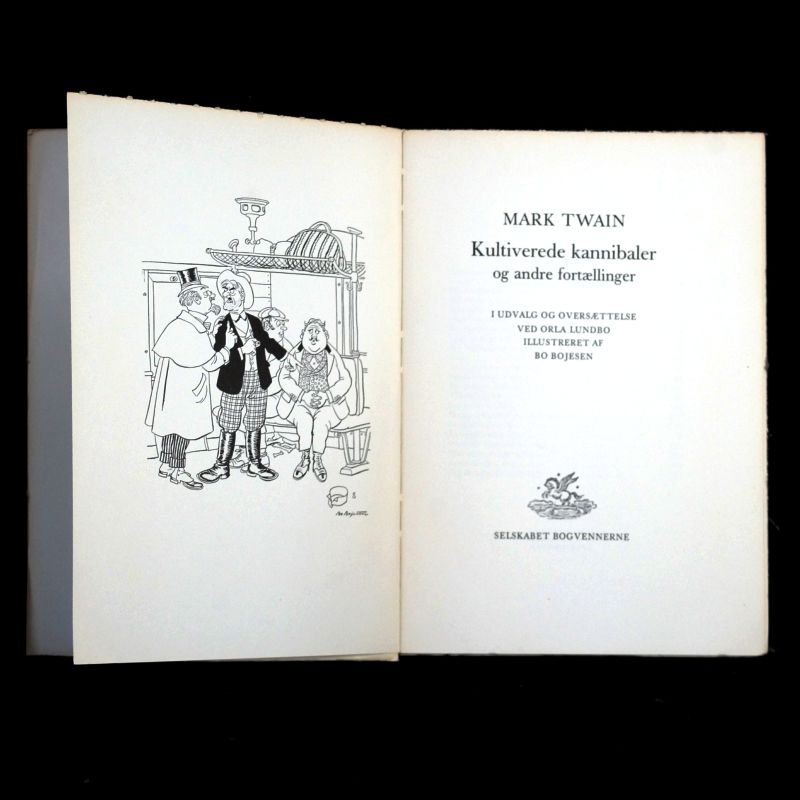 MARK TWAIN
Kultiverede kannibaler
og andre fortællinger
I UDVALG OG OVERSÆTTELSE
VED ORLA LUNDBO
ILLUSTRERET AF
BO BOJESEN
SELSKABET BOGVENNERNE